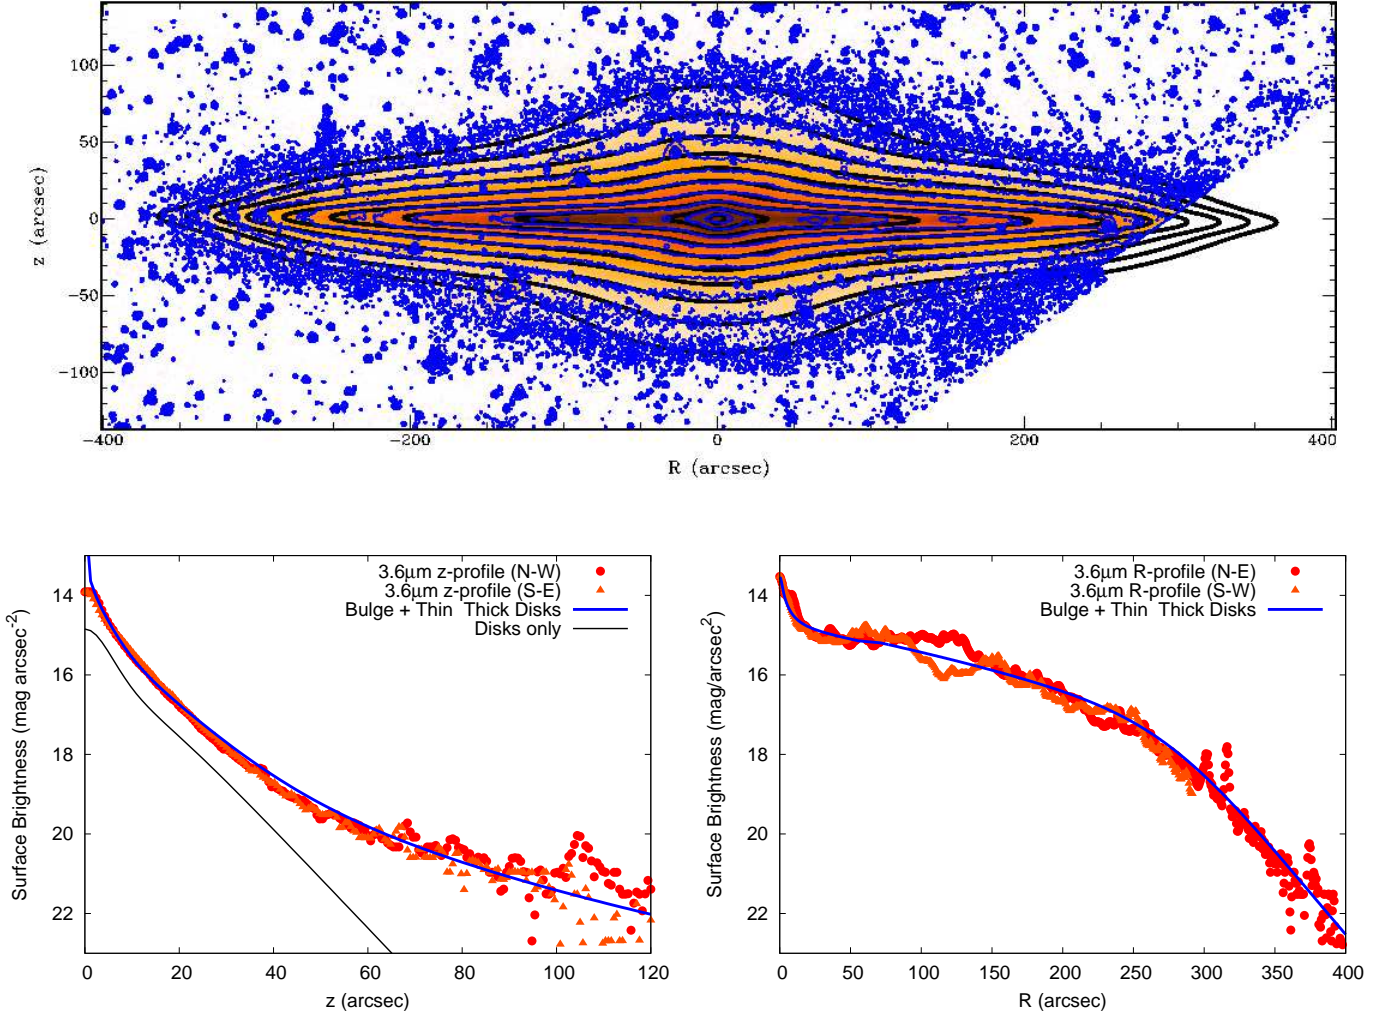 100
50
0
−50
−100
z (arcsec)
−400
−200
0
200
400
R (arcsec)
14
16
18
20
22
Surface Brightness (mag arcsec-2)
3.6μm z-profile (N-W)
3.6μm z-profile (S-E)
Bulge + Thin Thick Disks
Disks only
0
20
40
60
80
100
120
z (arcsec)
14
16
18
20
22
Surface Brightness (mag/arcsec2)
3.6μm R-profile (N-E)
3.6μm R-profile (S-W)
Bulge + Thin Thick Disks
0
50
100
150
200
250
300
350
400
R (arcsec)